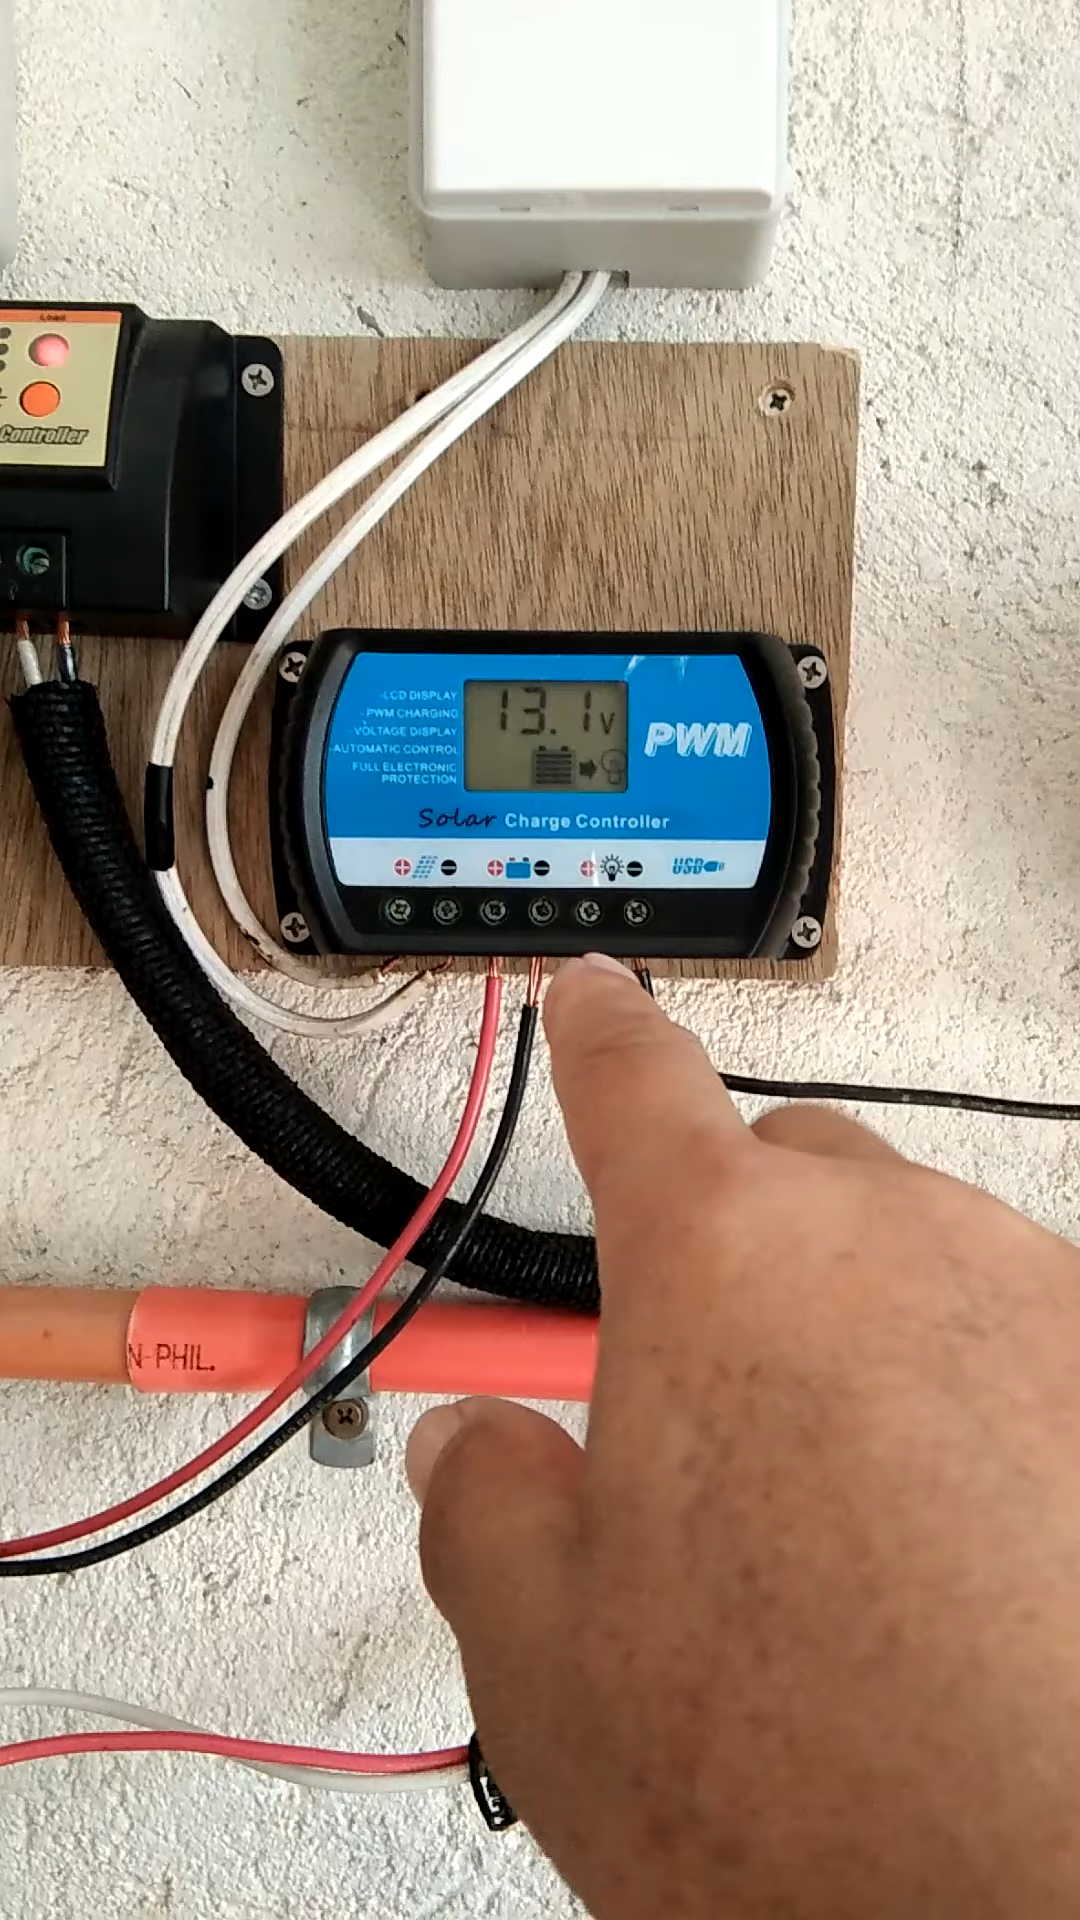 Load
Controller
-LCD DISPLAY
-PWM CHARGING
-VOLTAGE DISPLAY
-AUTOMATIC CONTROL
FULL ELECTRONIC
PROTECTION
13.1V
PWM
Solar Charge Controller
USB
N-PHIL.